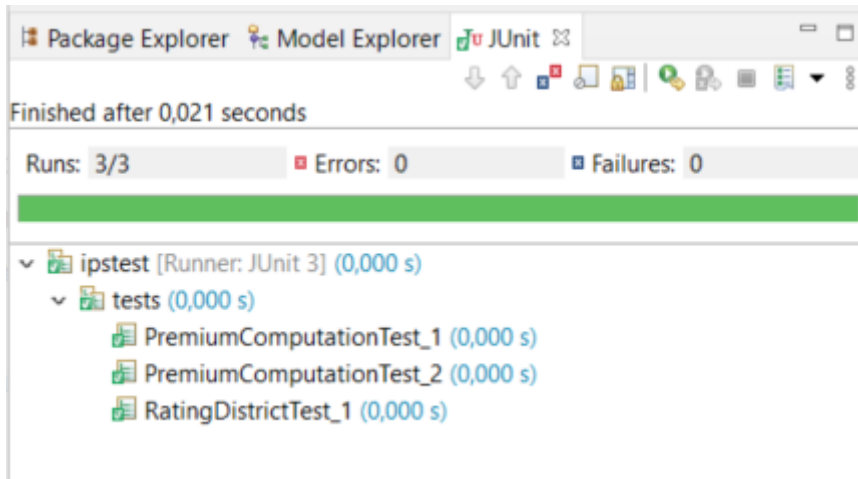 Package Explorer Model Explorer JUnit
Finished after 0,021 seconds
Runs: 3/3 Errors: 0 Failures: 0
ipstest [Runner: JUnit 3] (0,000 s)
tests (0,000 s)
PremiumComputationTest_1 (0,000 s)
PremiumComputationTest_2 (0,000 s)
RatingDistrictTest_1 (0,000 s)